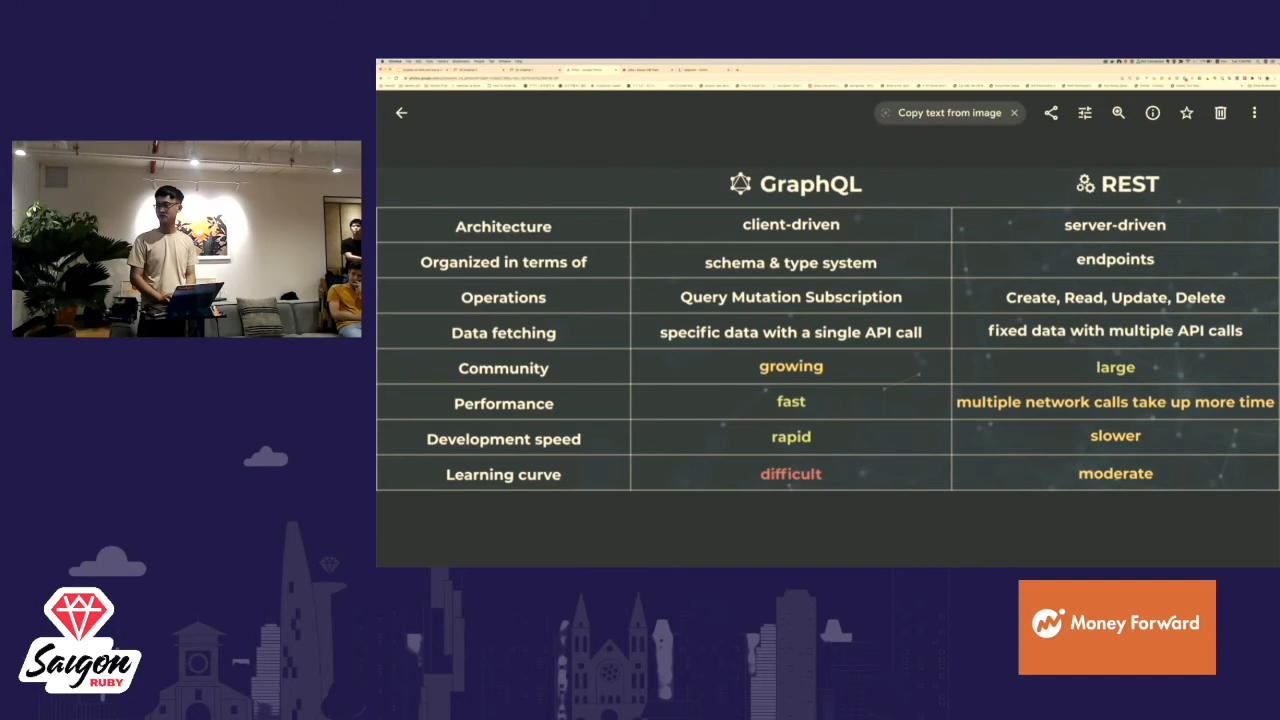 Copy text from image
GraphQL REST
Architecture client-driven server-driven
Organized in terms of schema & type system endpoints
Operations Query Mutation Subscription Create, Read, Update, Delete
Data fetching specific data with a single API call fixed data with multiple API calls
Community growing large
Performance fast multiple network calls take up more time
Development speed rapid slower
Learning curve difficult moderate
Saigon
RUBY
Money Forward